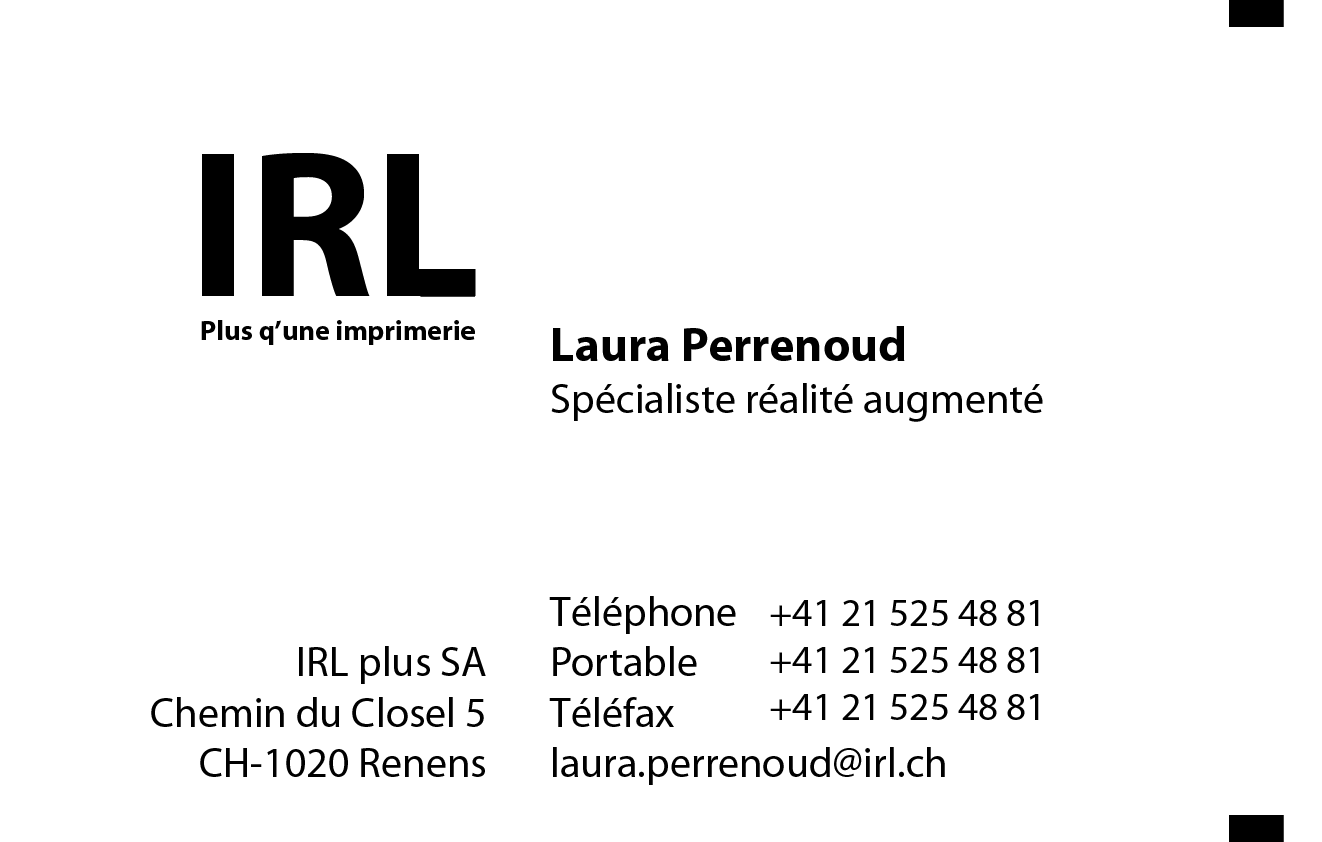 IRL
Plus q’une imprimerie
Laura Perrenoud
Spécialiste réalité augmenté
IRL plus SA
Chemin du Closel 5
CH-1020 Renens
Téléphone +41 21 525 48 81
Portable +41 21 525 48 81
Téléfax +41 21 525 48 81
laura.perrenoud@irl.ch